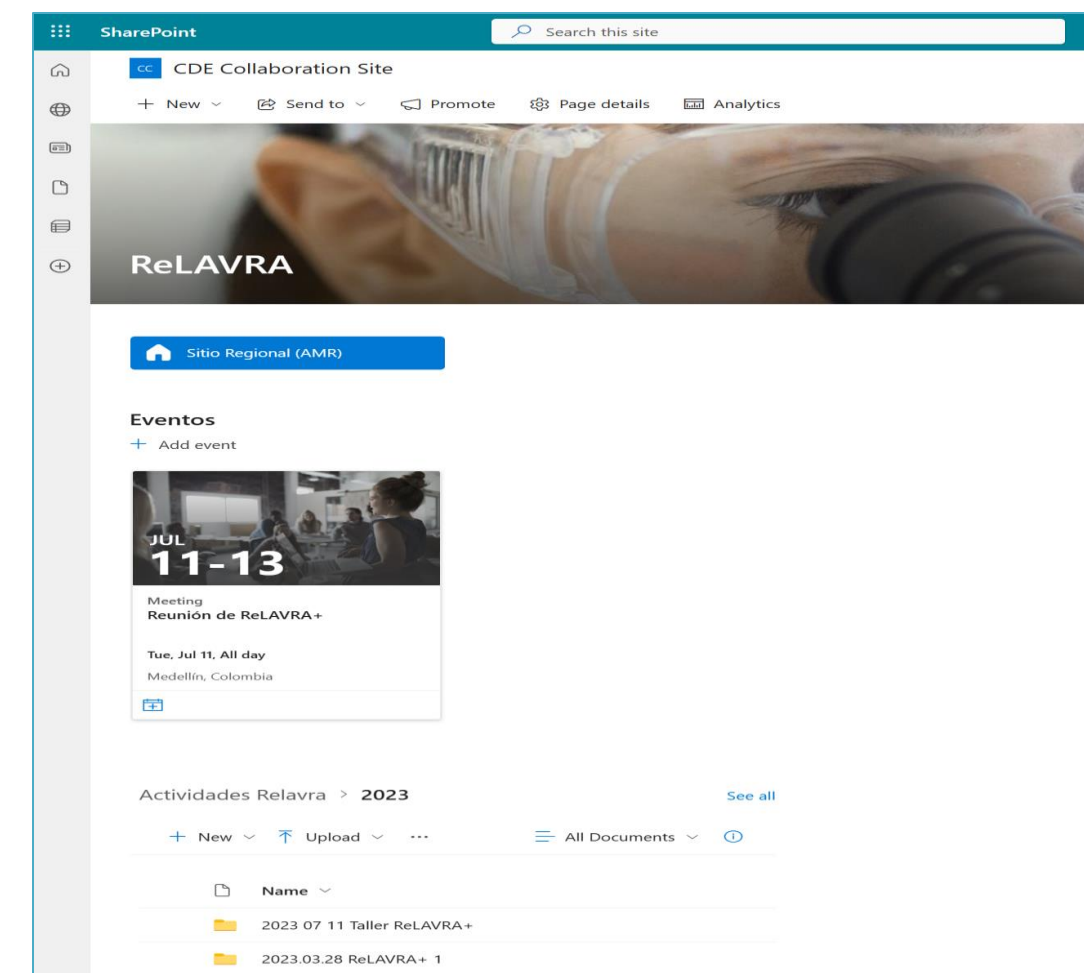 SharePoint
Search this site
CC CDE Collaboration Site
New Send to Promote Page details Analytics
ReLAVRA
Sitio Regional (AMR)
Eventos
+ Add event
JUL
11-13
Meeting
Reunión de ReLAVRA+
Tue, Jul 11, All day
Medellín, Colombia
Actividades Relavra > 2023 See all
+ New Upload ... All Documents
Name
2023 07 11 Taller ReLAVRA+
2023.03.28 ReLAVRA+ 1